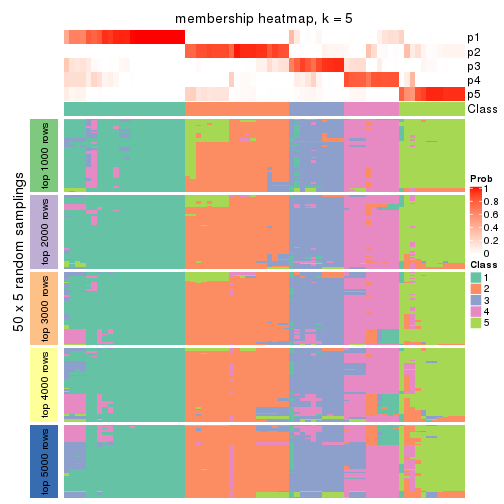 membership heatmap, k = 5
p1
p2
p3
p4
p5
Class
50 x 5 random samplings
top 1000 rows
top 2000 rows
top 3000 rows
top 4000 rows
top 5000 rows
Prob
1
0.8
0.6
0.4
0.2
0
Class
1
2
3
4
5